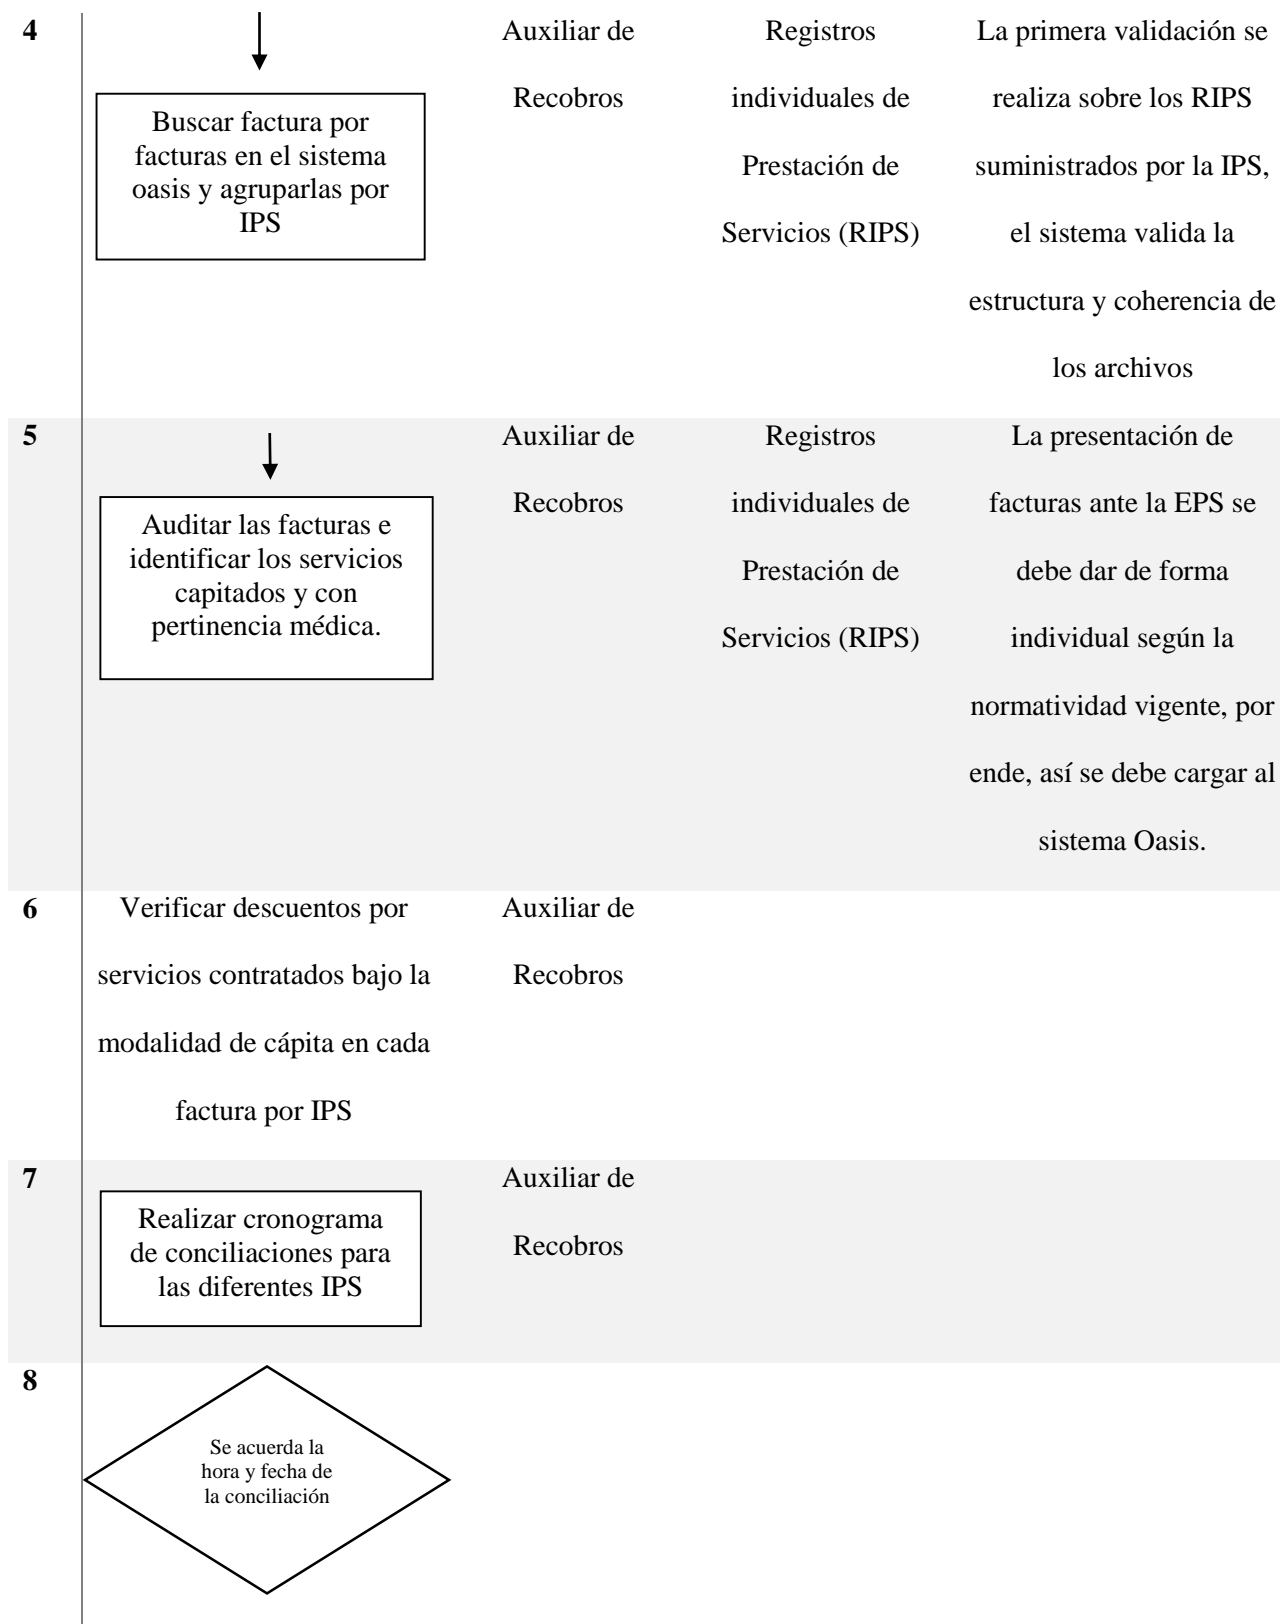 4
Buscar factura por
facturas en el sistema
oasis y agruparlas por
IPS
Auxiliar de
Recobros
Registros
individuales de
Prestación de
Servicios (RIPS)
La primera validación se
realiza sobre los RIPS
suministrados por la IPS,
el sistema valida la
estructura y coherencia de
los archivos
5
Auditar las facturas e
identificar los servicios
capitados y con
pertinencia médica.
Auxiliar de
Recobros
Registros
individuales de
Prestación de
Servicios (RIPS)
La presentación de
facturas ante la EPS se
debe dar de forma
individual según la
normatividad vigente, por
ende, así se debe cargar al
sistema Oasis.
6
Verificar descuentos por
servicios contratados bajo la
modalidad de cápita en cada
factura por IPS
Auxiliar de
Recobros
7
Realizar cronograma
de conciliaciones para
las diferentes IPS
Auxiliar de
Recobros
8
Se acuerda la
hora y fecha de
la conciliación